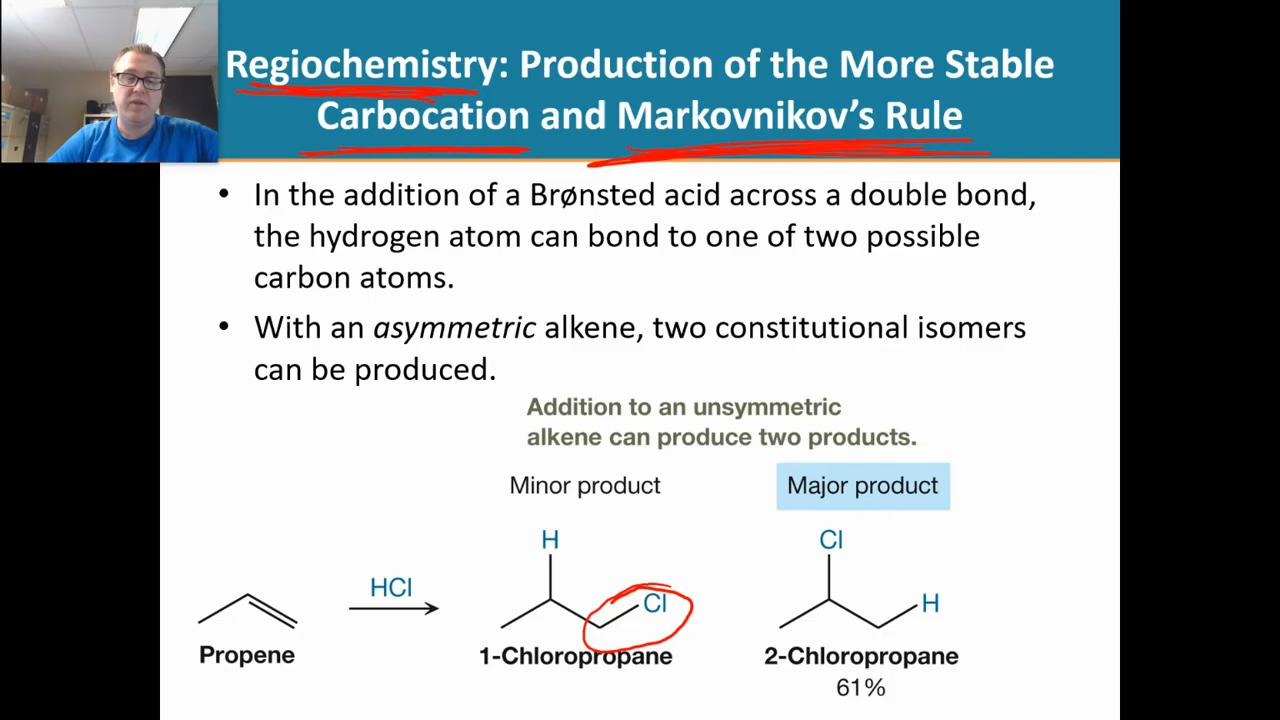 Regiochemistry: Production of the More Stable
Carbocation and Markovnikov's Rule
• In the addition of a Brønsted acid across a double bond,
the hydrogen atom can bond to one of two possible
carbon atoms.
• With an asymmetric alkene, two constitutional isomers
can be produced.
Addition to an unsymmetric
alkene can produce two products.
Minor product
Major product
H
Cl
HCl
Cl
H
Propene
1-Chloropropane
2-Chloropropane
61%